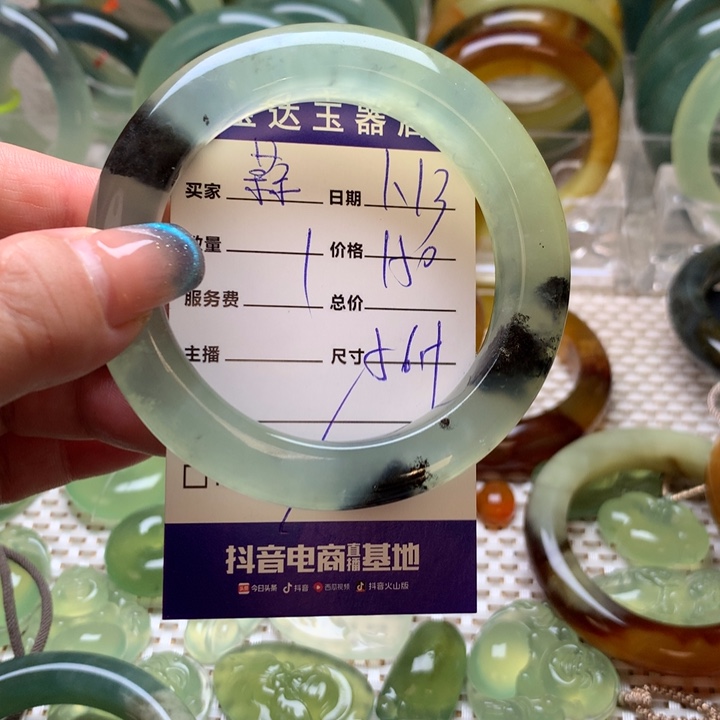 达玉器
买家 日期 1.13
数量 1 价格 150
服务费 总价
主播 尺寸 56
抖音电商直播基地
今日头条 抖音 西瓜视频 抖音火山版